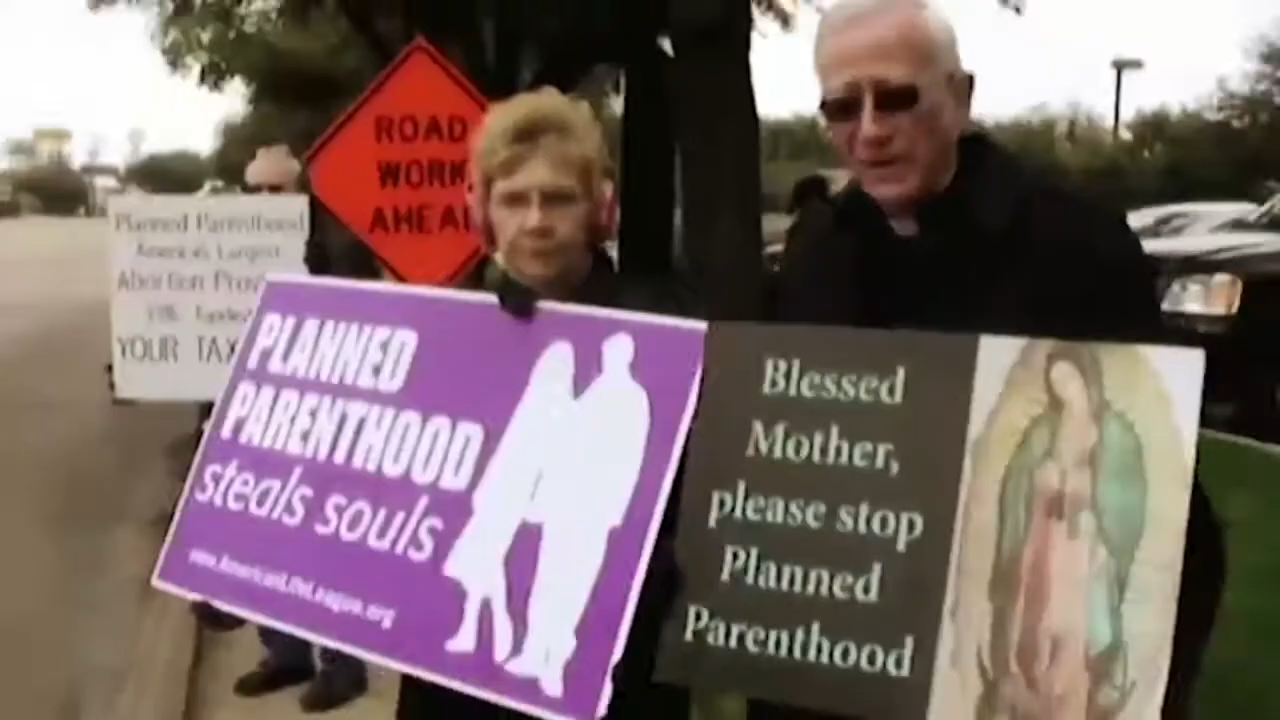 ROAD
WORK
AHEA
Planned Parenthood
America's Largest
Abortion Prov
YOUR TAX
PLANNED
PARENTHOOD
steals souls
www.AmericanLifeLeague.org
Blessed
Mother,
please stop
Planned
Parenthood